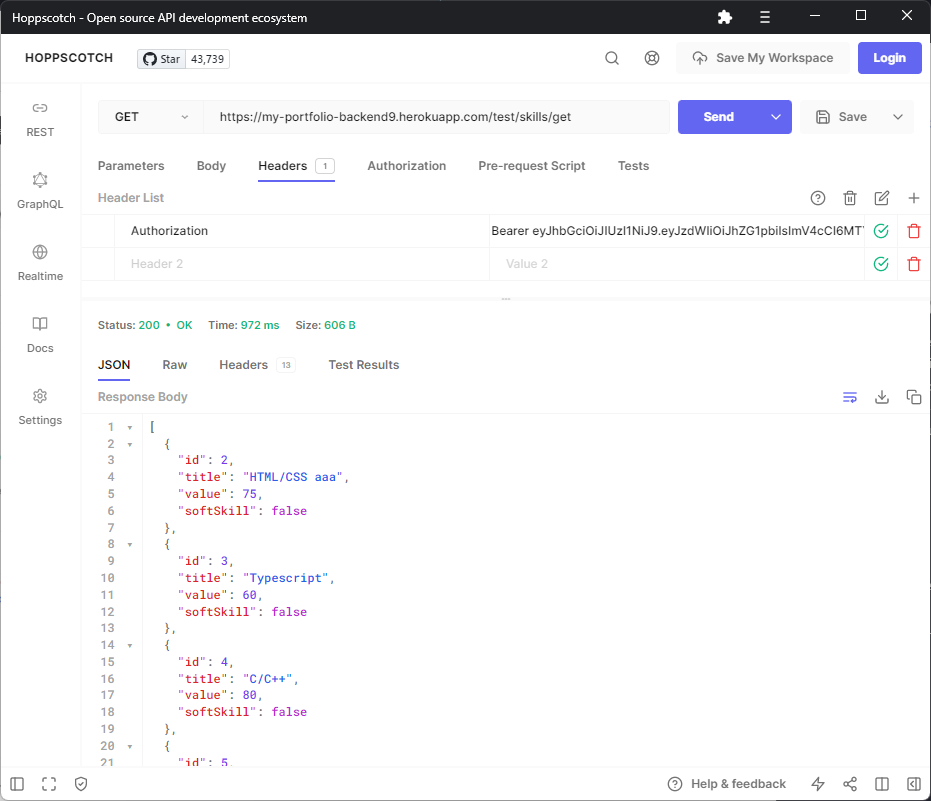 Hoppscotch - Open source API development ecosystem
HOPPSCOTCH
Star 43,739
Save My Workspace
Login
REST
GraphQL
Realtime
Docs
Settings
GET
https://my-portfolio-backend9.herokuapp.com/test/skills/get
Send
Save
Parameters Body Headers 1 Authorization Pre-request Script Tests
Header List
Authorization Bearer eyJhbGciOiJIUzI1NiJ9.eyJzdWIiOiJhZG1pbiIsImV4cCI6MTY
Header 2 Value 2
Status: 200 • OK Time: 972 ms Size: 606 B
JSON Raw Headers 13 Test Results
Response Body
1 [
2 {
3 "id": 2,
4 "title": "HTML/CSS aaa",
5 "value": 75,
6 "softSkill": false
7 },
8 {
9 "id": 3,
10 "title": "Typescript",
11 "value": 60,
12 "softSkill": false
13 },
14 {
15 "id": 4,
16 "title": "C/C++",
17 "value": 80,
18 "softSkill": false
19 },
20 {
21 "id": 5,
Help & feedback